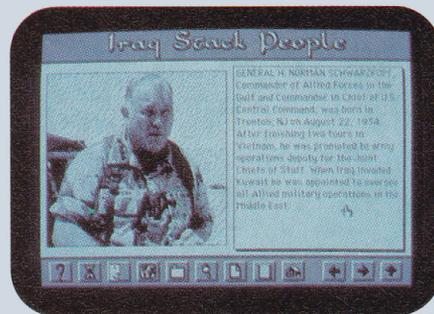 Iraq Stack People
GENERAL H. NORMAN SCHWARZKOPF,
Commander of Allied Forces in the
Gulf and Commander in Chief of U.S.
Central Command, was born in
Trenton, NJ on August 22, 1934.
After finishing two tours in
Vietnam, he was promoted to army
operations deputy for the Joint
Chiefs of Staff. When Iraq invaded
Kuwait he was appointed to oversee
all Allied military operations in the
Middle East.
?